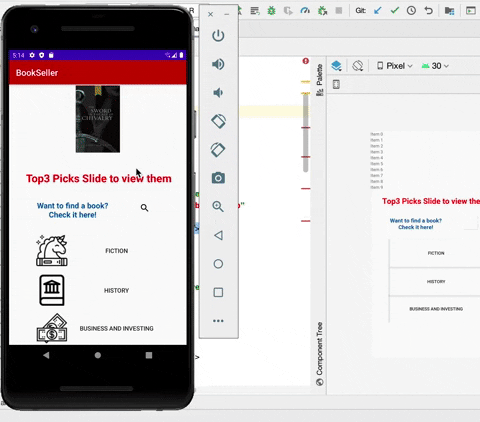 5:14
BookSeller
SWORD
CHIVALRY
Top3 Picks Slide to view them
Want to find a book?
Check it here!
FICTION
HISTORY
BUSINESS AND INVESTING
Git:
Palette
Pixel
30
Item 0
Item 1
Item 2
Item 3
Item 4
Item 5
Item 6
Item 7
Item 8
Item 9
Top3 Picks Slide to view the
Want to find a book?
Check it here!
FICTION
HISTORY
BUSINESS AND INVESTING
Component Tree